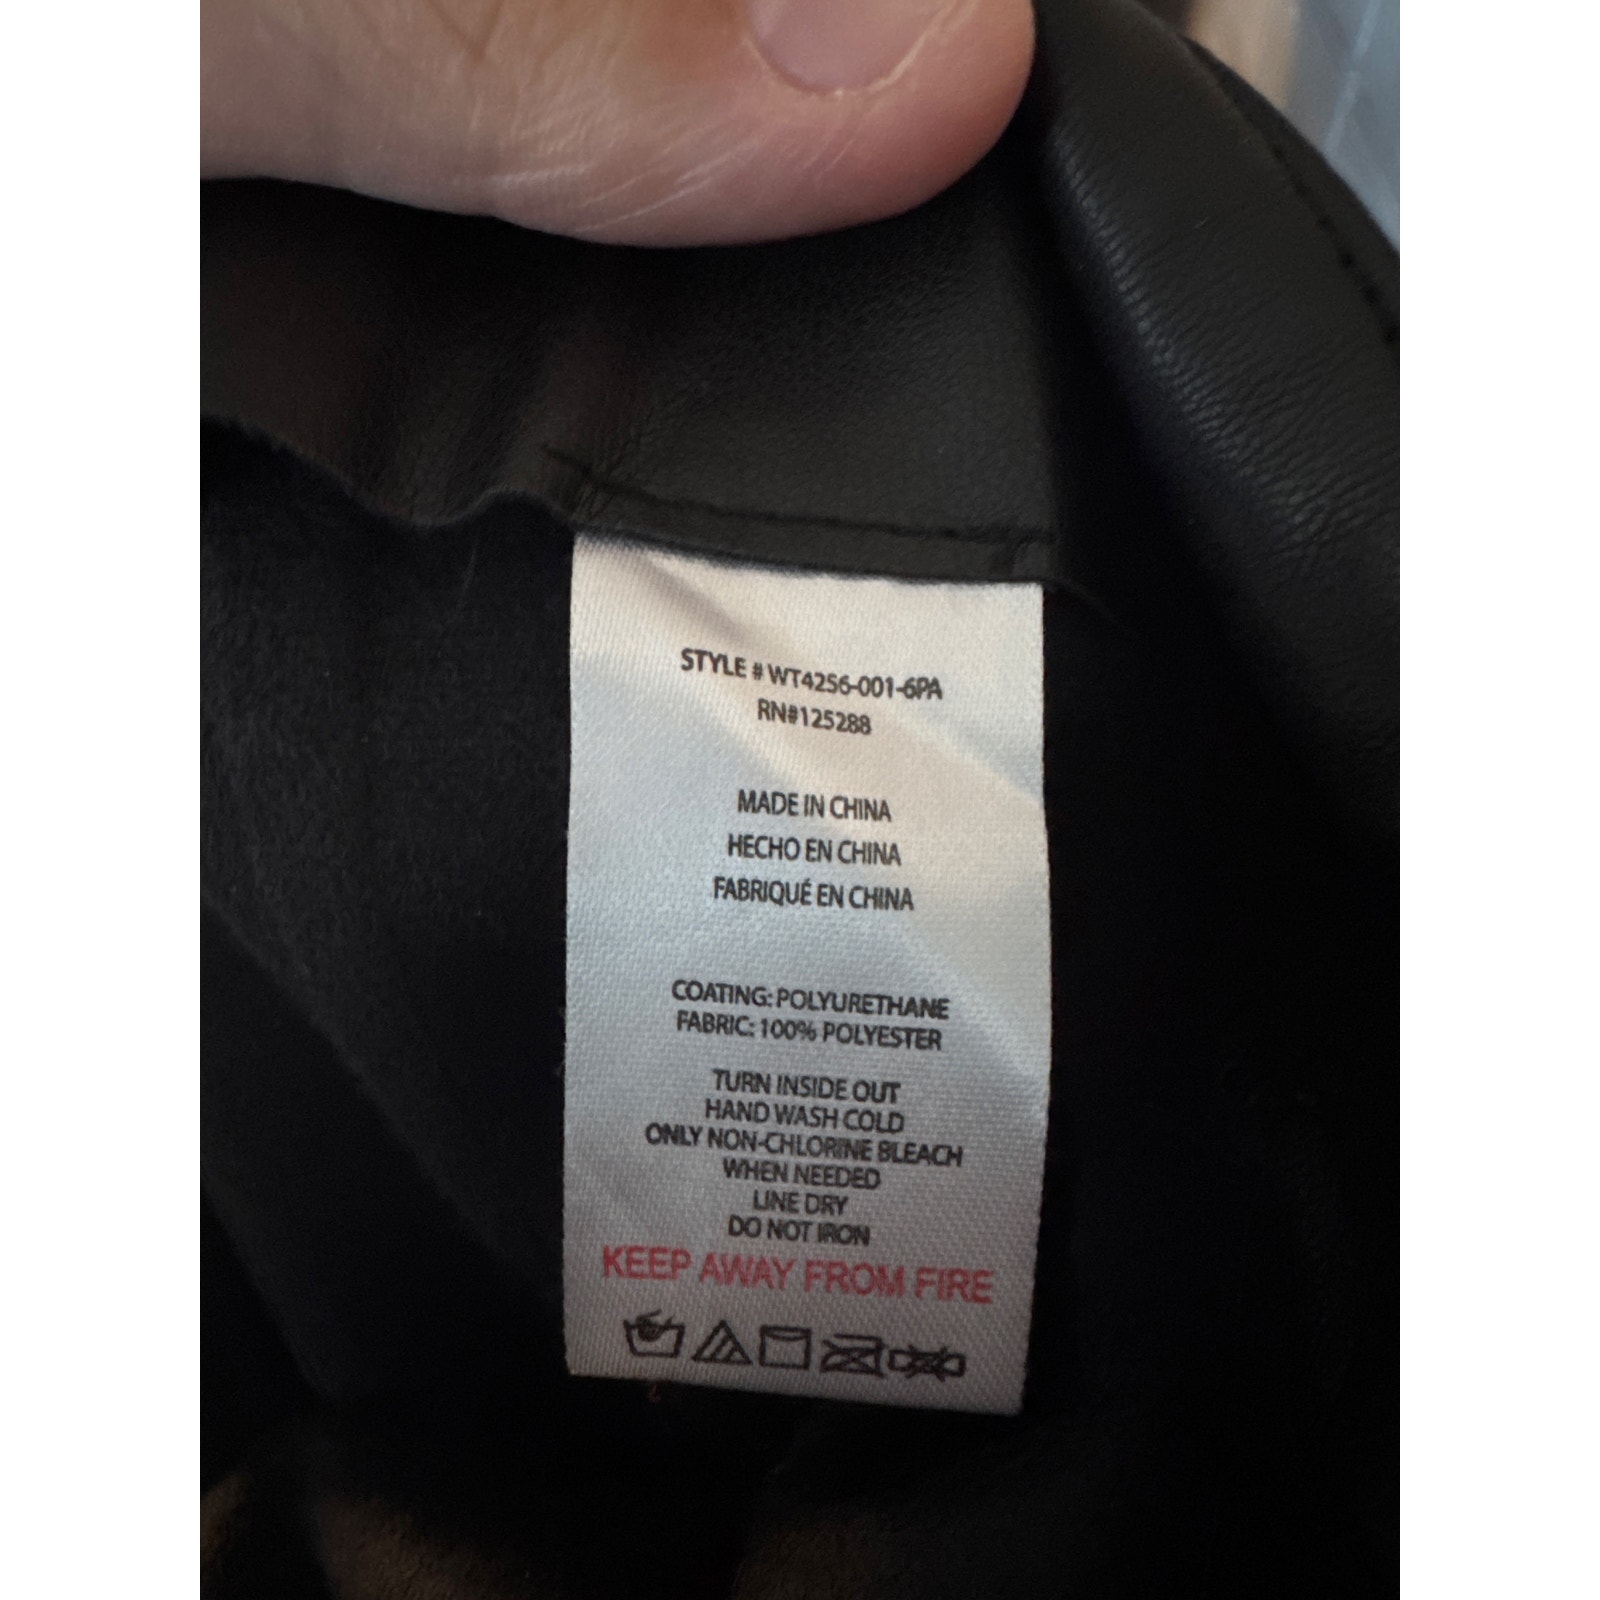 STYLE # WT42S6-001-6PA
RN#125288
MADE IN CHINA
HECHO EN CHINA
FABRIQUÉ EN CHINA
COATING: POLYURETHANE
FABRIC: 100% POLYESTER
TURN INSIDE OUT
HAND WASH COLD
ONLY NON-CHLORINE BLEACH
WHEN NEEDED
LINE DRY
DO NOT IRON
KEEP AWAY FROM FIRE